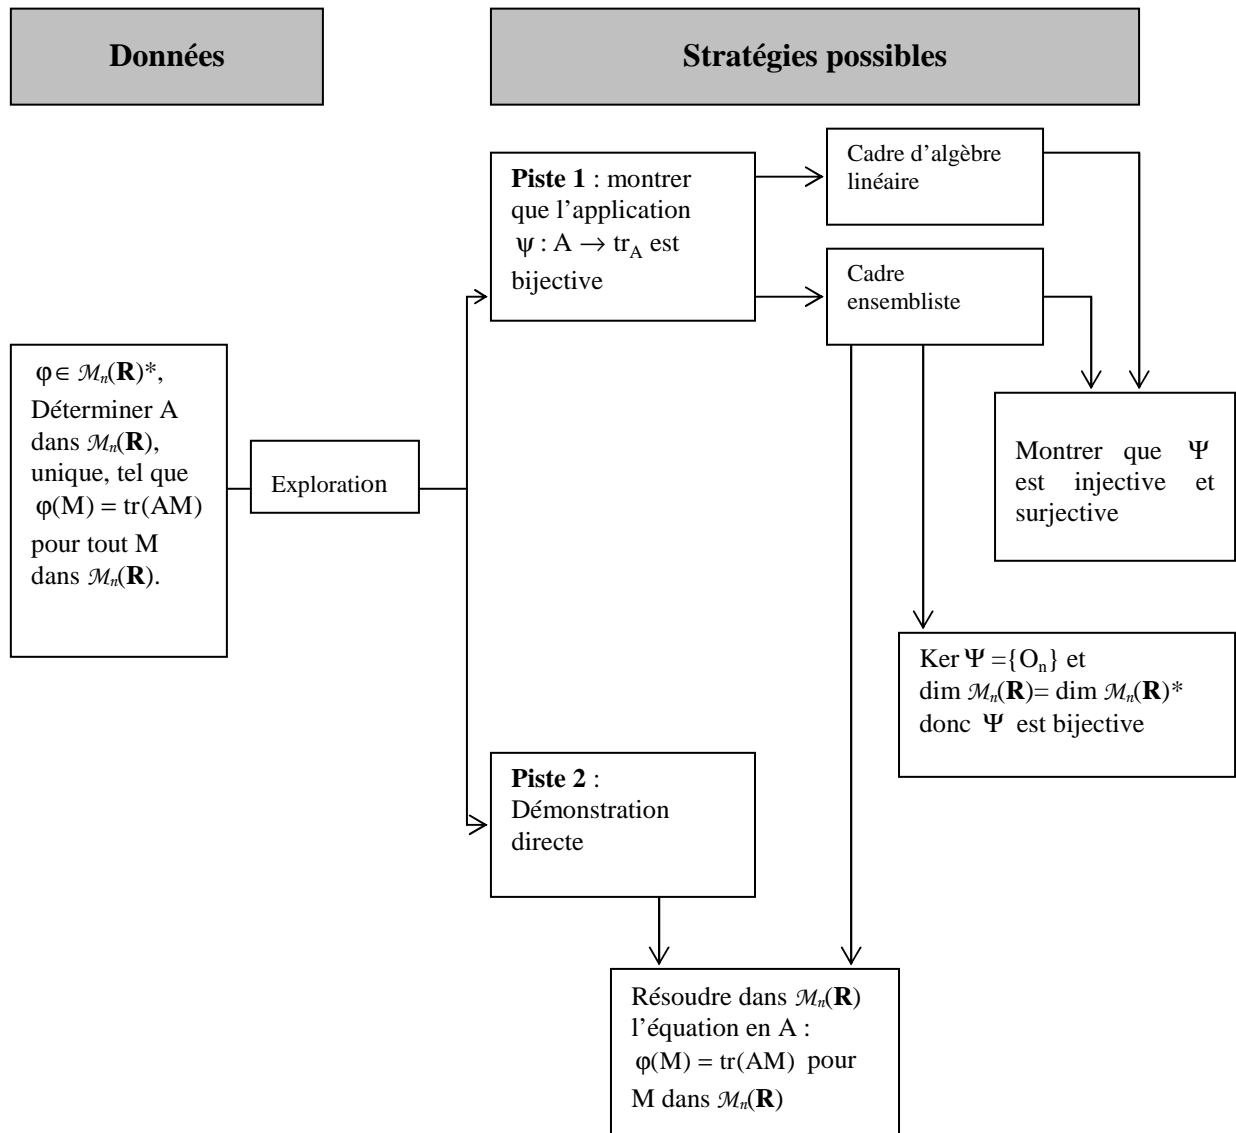 Données
Stratégies possibles
Piste 1 : montrer
que l’application
ψ : A → tr_A est
bijective
Cadre d’algèbre
linéaire
Cadre
ensembliste
φ ∈ ℳn(R)*,
Déterminer A
dans ℳn(R),
unique, tel que
φ(M) = tr(AM)
pour tout M
dans ℳn(R).
Exploration
Montrer que Ψ
est injective et
surjective
Ker Ψ ={O_n} et
dim ℳn(R)= dim ℳn(R)*
donc Ψ est bijective
Piste 2 :
Démonstration
directe
Résoudre dans ℳn(R)
l’équation en A :
φ(M) = tr(AM) pour
M dans ℳn(R)